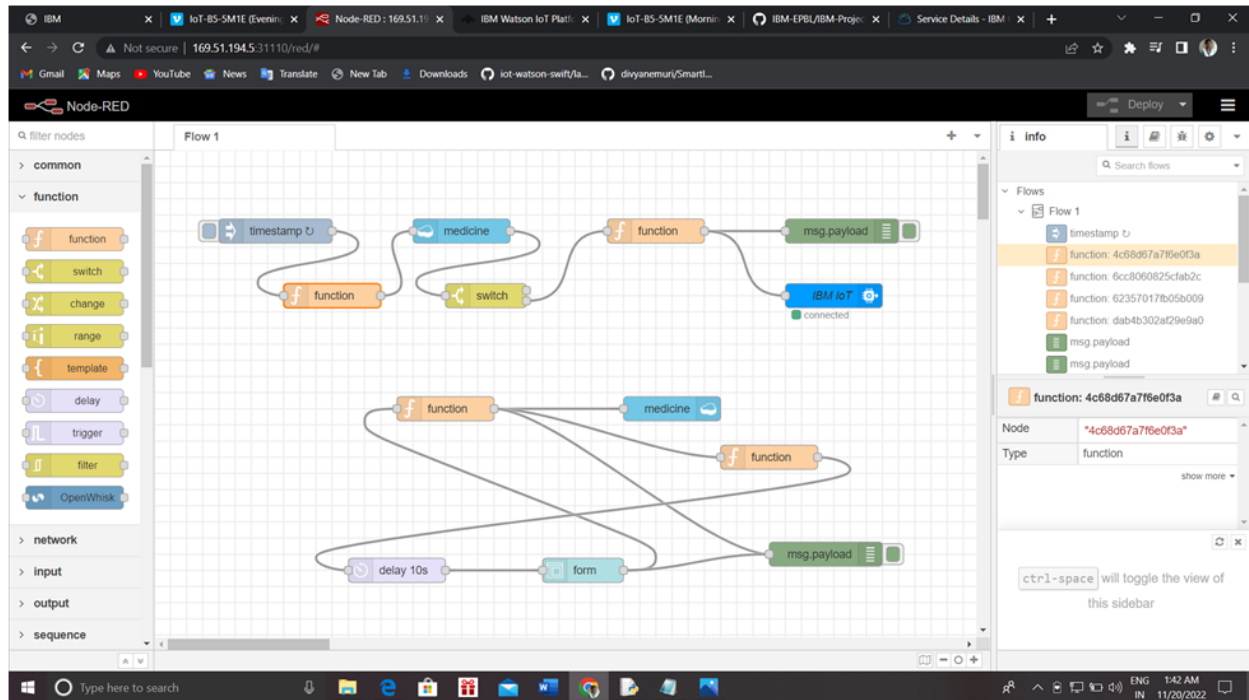 IBM
IoT-B5-5M1E (Evening
Node-RED : 169.51.19
IBM Watson IoT Platfo
IoT-B5-5M1E (Mornin
IBM-EPBL/IBM-Projec
Service Details - IBM
Not secure | 169.51.194.5:31110/red/#
Gmail Maps YouTube News Translate New Tab Downloads iot-watson-swift/la... divyanemuri/Smartl...
Node-RED
Deploy
filter nodes
Flow 1
i info
i
common
Search flows
function
Flows
Flow 1
timestamp ↻
function: 4c68d67a7f6e0f3a
function: 6cc8060825cfab2c
function: 62357017fb05b009
function: dab4b302af29e9a0
msg.payload
msg.payload
function
switch
change
range
template
delay
trigger
filter
OpenWhisk
network
input
output
sequence
timestamp ↻
medicine
function
msg.payload
function
switch
IBM IoT
connected
function
medicine
function
msg.payload
delay 10s
form
function: 4c68d67a7f6e0f3a
Node "4c68d67a7f6e0f3a"
Type function
show more
ctrl-space will toggle the view of
this sidebar
Type here to search
ENG
IN
1:42 AM
11/20/2022